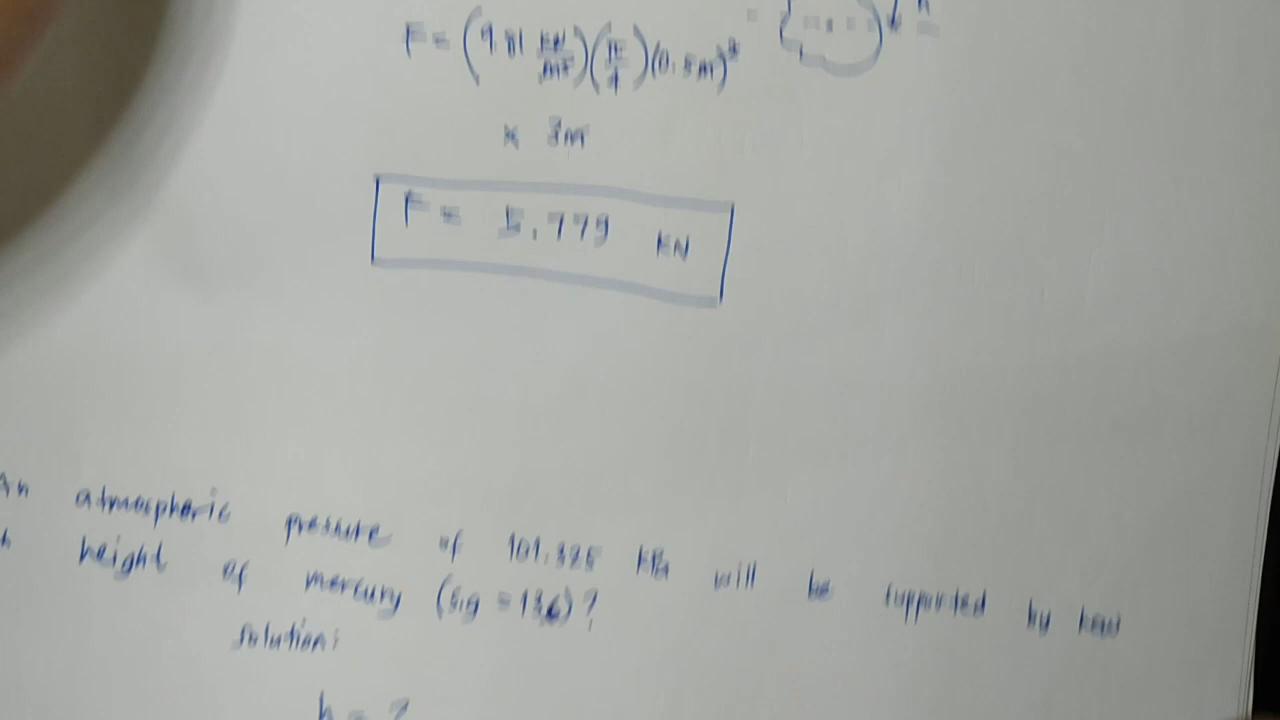 F = (9.81 kN/m³)(π/4)(0.5m)²
x 3m
F = 5.779 kN
An atmospheric pressure of 101.325 kPa will be supported by how
height of mercury (s.g = 13.6)?
solution:
h = ?